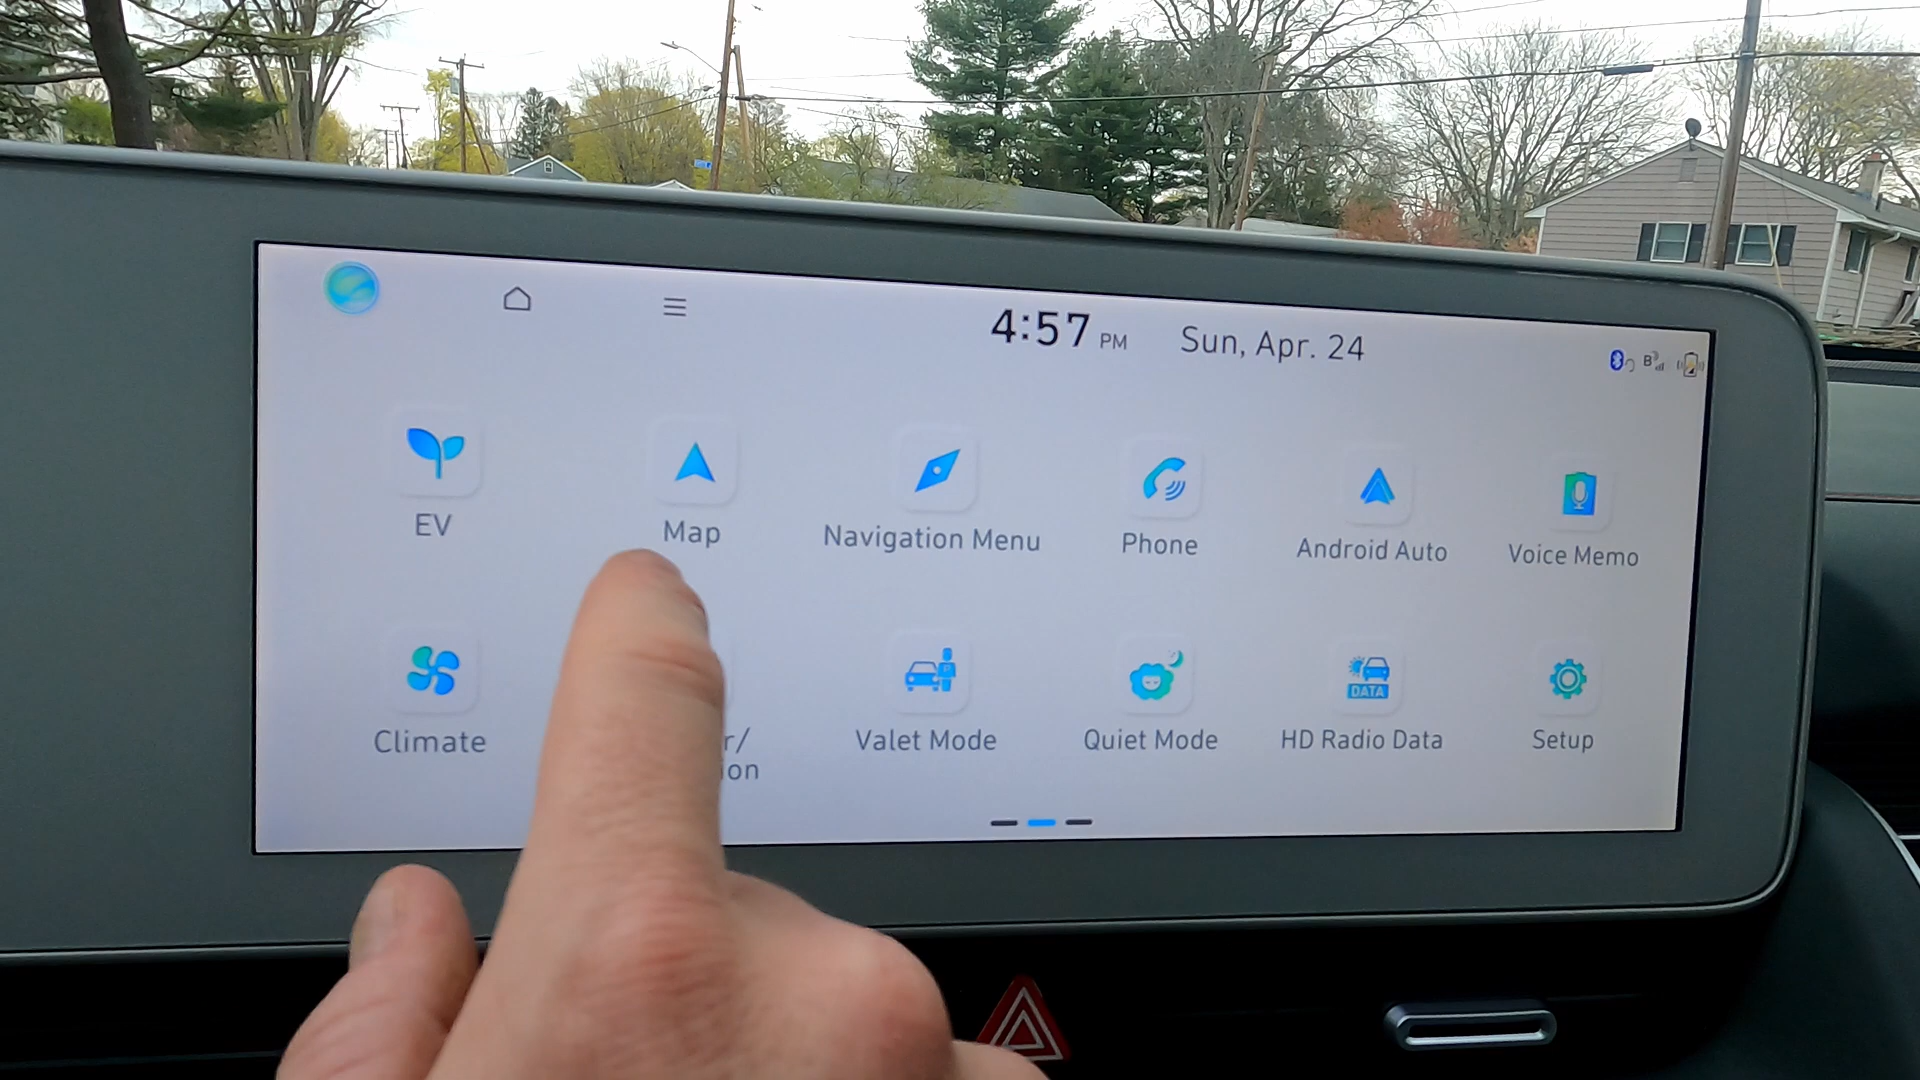 4:57 PM Sun, Apr. 24
EV
Map
Navigation Menu
Phone
Android Auto
Voice Memo
Climate
Valet Mode
Quiet Mode
DATA
HD Radio Data
Setup